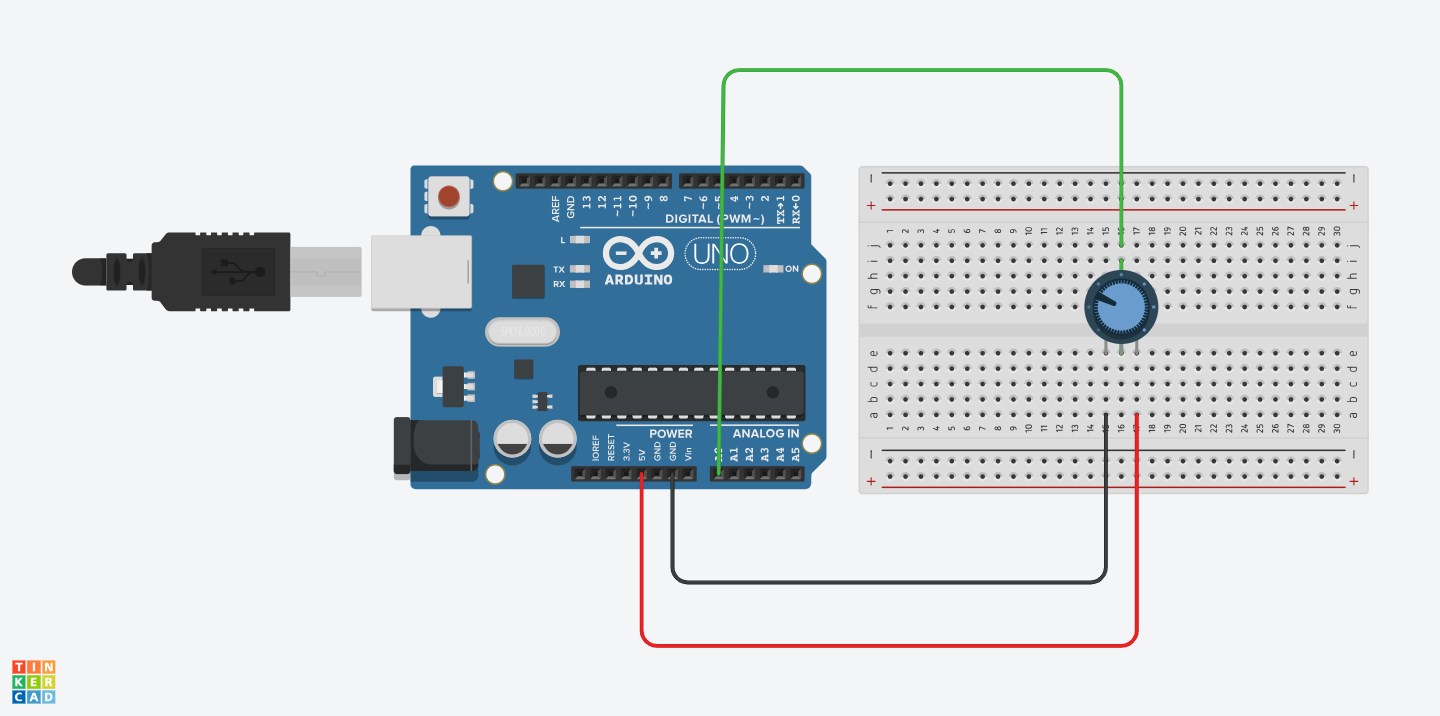 AREF
GND
13
12
~11
~10
~9
8
7
~6
~5
4
~3
2
TX→1
RX←0
DIGITAL (PWM~)
L
TX
RX
ARDUINO
UNO
ON
POWER
ANALOG IN
IOREF
RESET
3.3V
5V
GND
GND
Vin
A1
A2
A3
A4
A5
− −
+ +
1 2 3 4 5 6 7 8 9 10 11 12 13 14 15 16 17 18 19 20 21 22 23 24 25 26 27 28 29 30
j j
i i
h h
g g
f f
e e
d d
c c
b b
a a
1 2 3 4 5 6 7 8 9 10 11 12 13 14 15 16 17 18 19 20 21 22 23 24 25 26 27 28 29 30
− −
+ +
TIN
KER
CAD